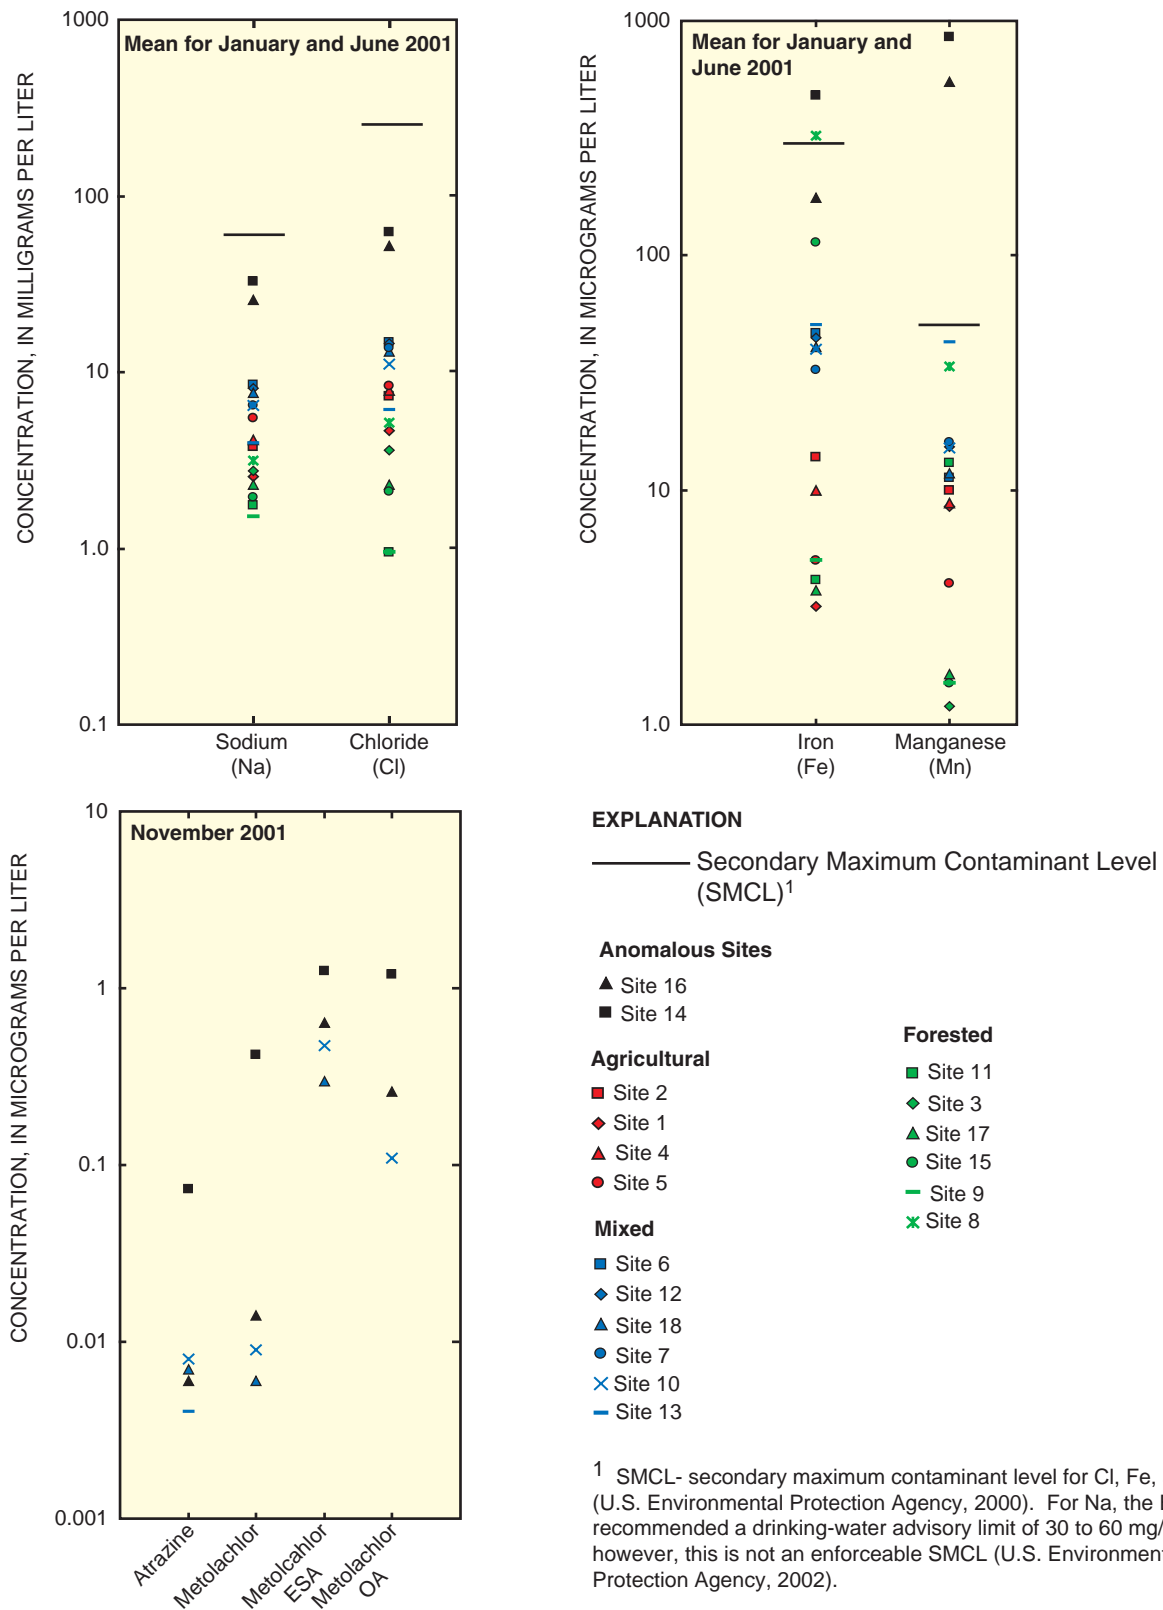 Mean for January and June 2001
CONCENTRATION, IN MILLIGRAMS PER LITER
1000
100
10
1.0
0.1
Sodium
(Na)
Chloride
(Cl)
Mean for January and
June 2001
CONCENTRATION, IN MICROGRAMS PER LITER
1000
100
10
1.0
Iron
(Fe)
Manganese
(Mn)
November 2001
CONCENTRATION, IN MICROGRAMS PER LITER
10
1
0.1
0.01
0.001
Atrazine
Metolachlor
Metolcahlor
ESA
Metolachlor
OA
EXPLANATION
Secondary Maximum Contaminant Level
(SMCL)1
Anomalous Sites
Site 16
Site 14
Agricultural
Site 2
Site 1
Site 4
Site 5
Mixed
Site 6
Site 12
Site 18
Site 7
Site 10
Site 13
Forested
Site 11
Site 3
Site 17
Site 15
Site 9
Site 8
1 SMCL- secondary maximum contaminant level for Cl, Fe,
(U.S. Environmental Protection Agency, 2000). For Na, the
recommended a drinking-water advisory limit of 30 to 60 mg/
however, this is not an enforceable SMCL (U.S. Environment
Protection Agency, 2002).